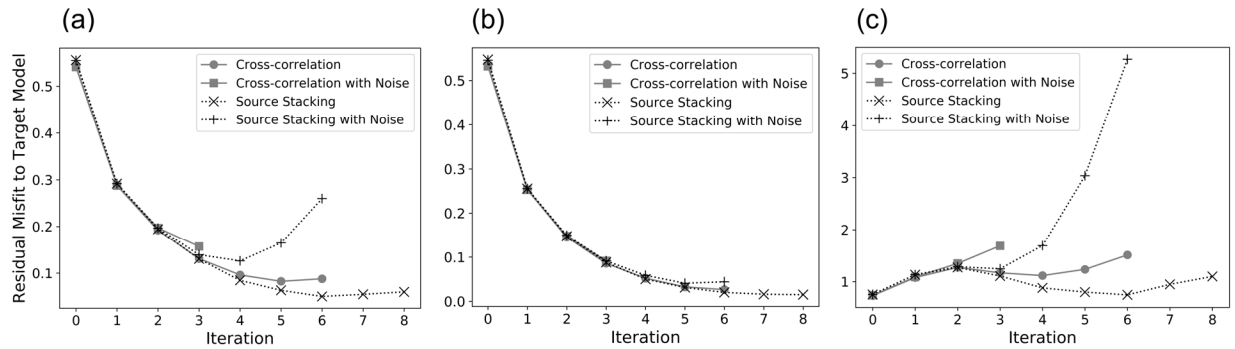 (a)
Residual Misfit to Target Model
0.5
0.4
0.3
0.2
0.1
0 1 2 3 4 5 6 7 8
Iteration
Cross-correlation
Cross-correlation with Noise
Source Stacking
Source Stacking with Noise
(b)
0.5
0.4
0.3
0.2
0.1
0.0
0 1 2 3 4 5 6 7 8
Iteration
Cross-correlation
Cross-correlation with Noise
Source Stacking
Source Stacking with Noise
(c)
5
4
3
2
1
0 1 2 3 4 5 6 7 8
Iteration
Cross-correlation
Cross-correlation with Noise
Source Stacking
Source Stacking with Noise